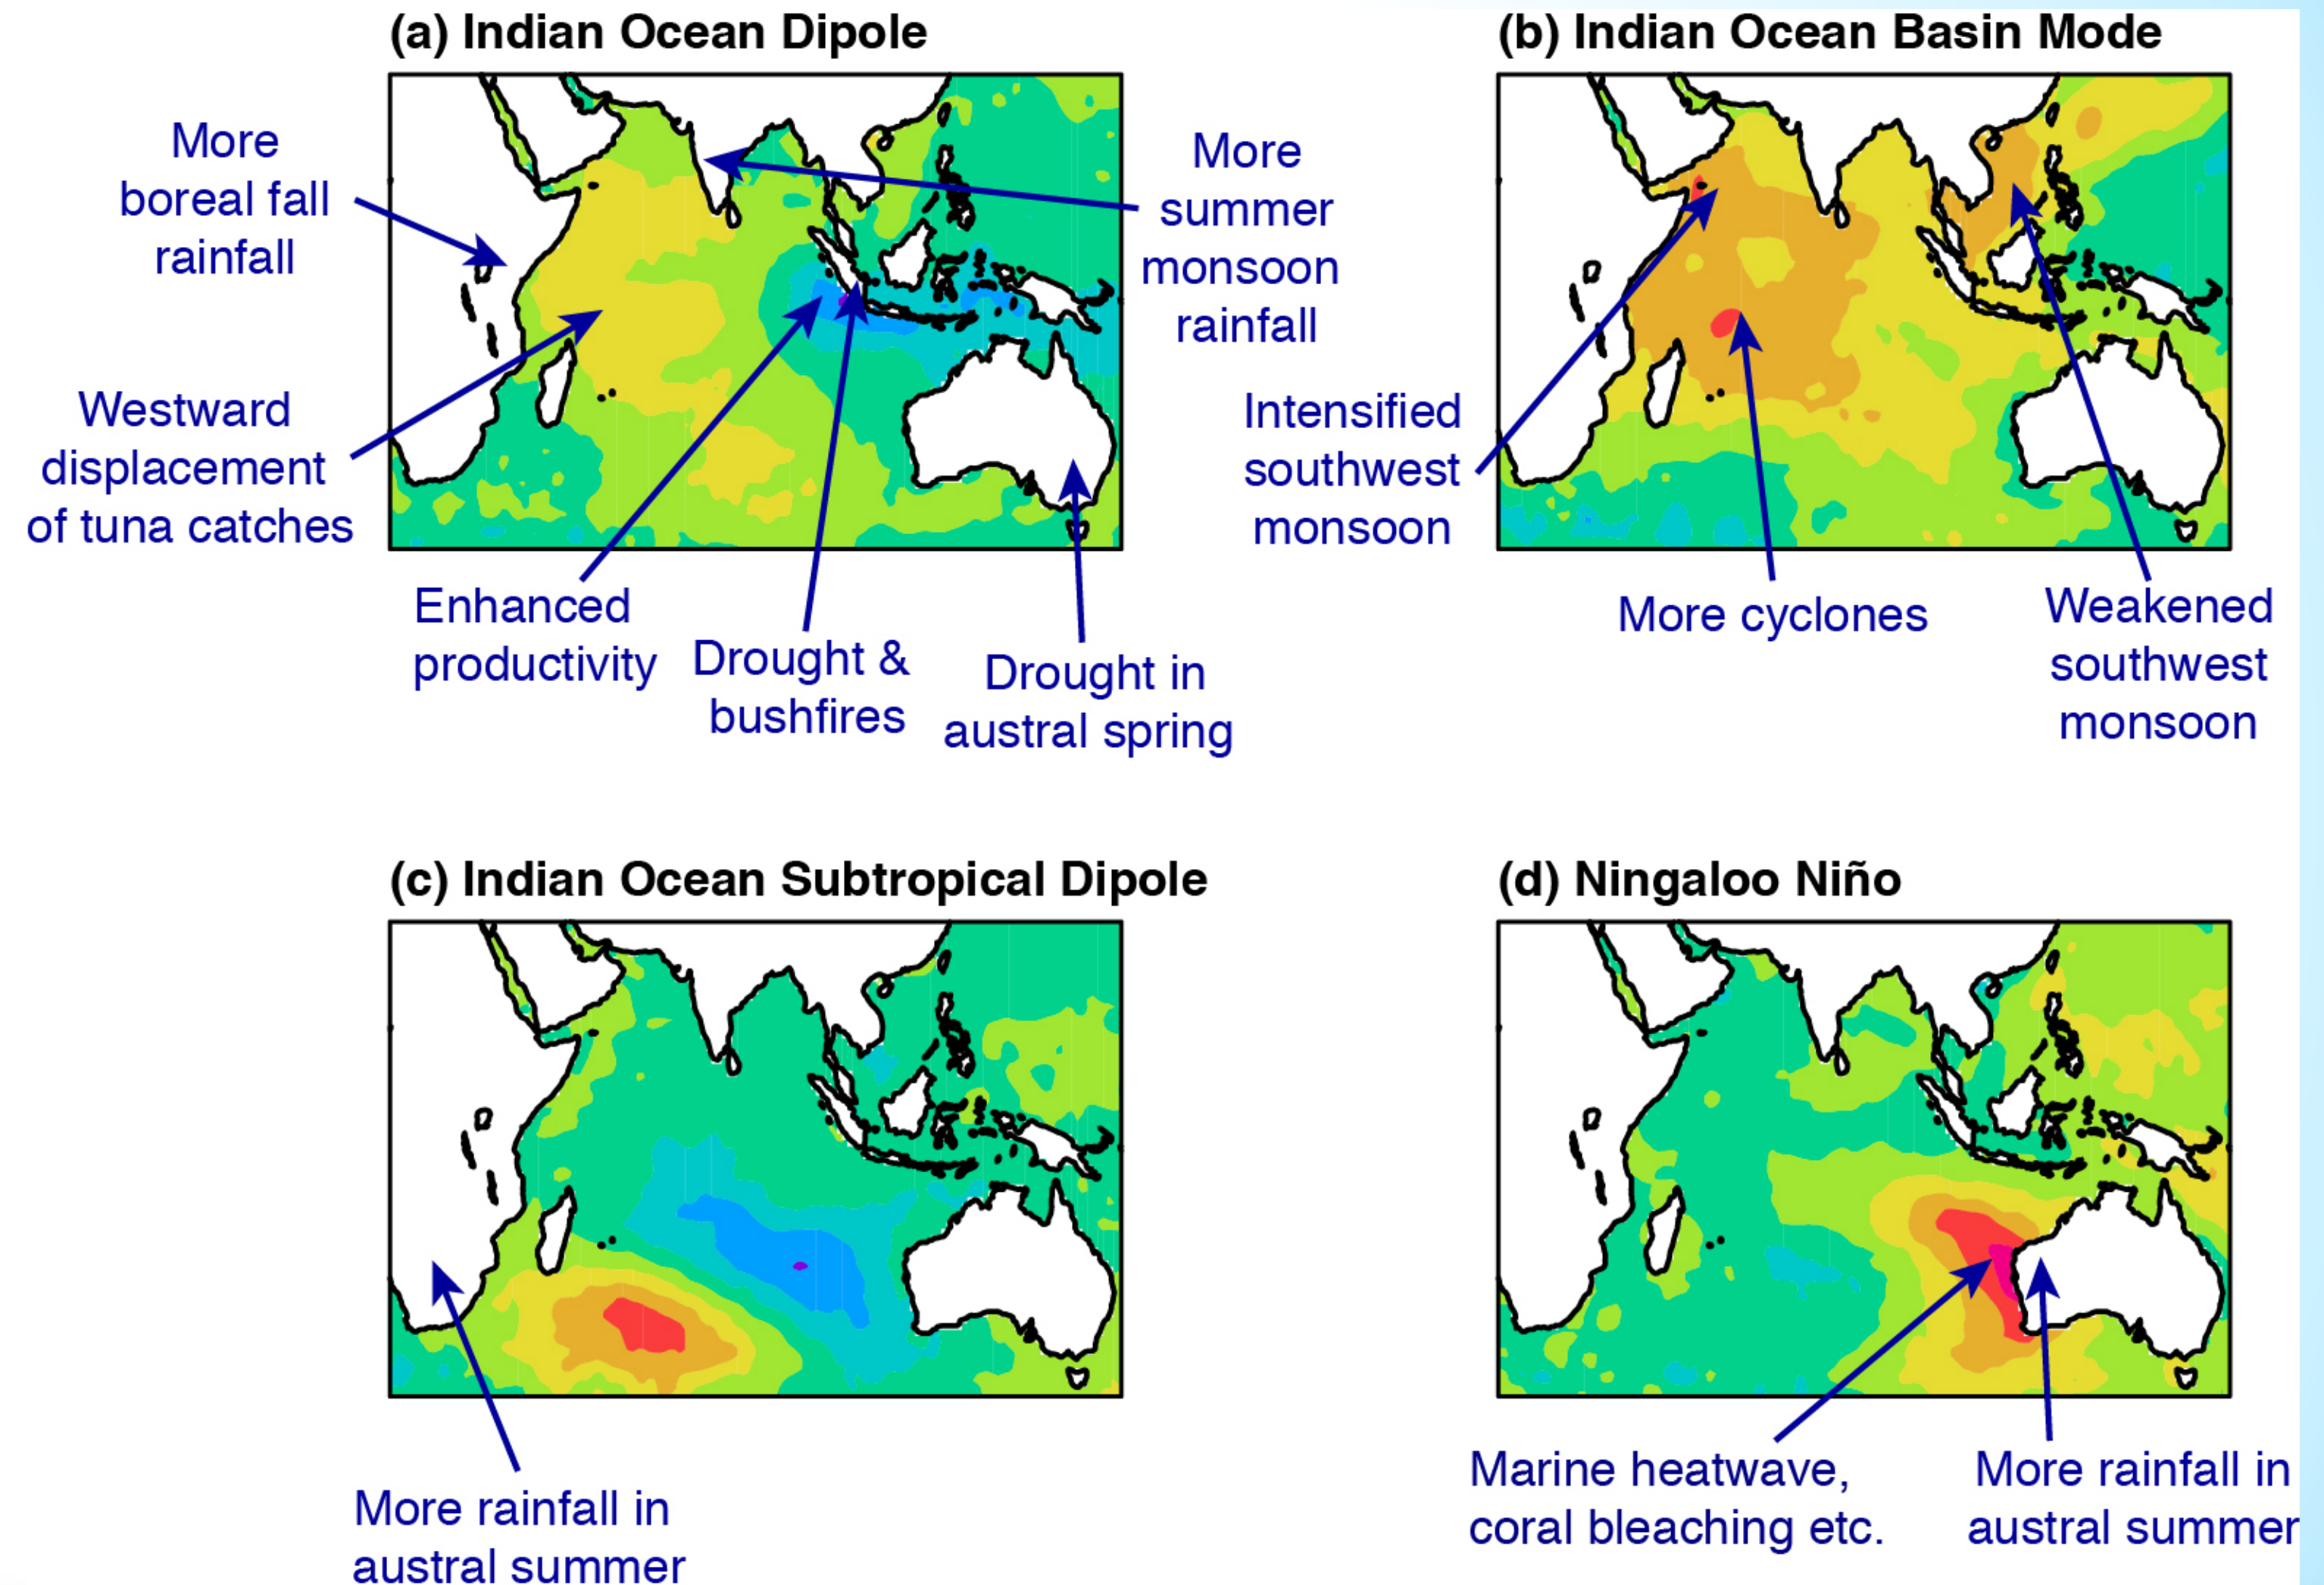 (a) Indian Ocean Dipole
More
boreal fall
rainfall
Westward
displacement
of tuna catches
Enhanced
productivity
Drought &
bushfires
Drought in
austral spring
More
summer
monsoon
rainfall
(b) Indian Ocean Basin Mode
Intensified
southwest
monsoon
More cyclones
Weakened
southwest
monsoon
(c) Indian Ocean Subtropical Dipole
More rainfall in
austral summer
(d) Ningaloo Niño
Marine heatwave,
coral bleaching etc.
More rainfall in
austral summer